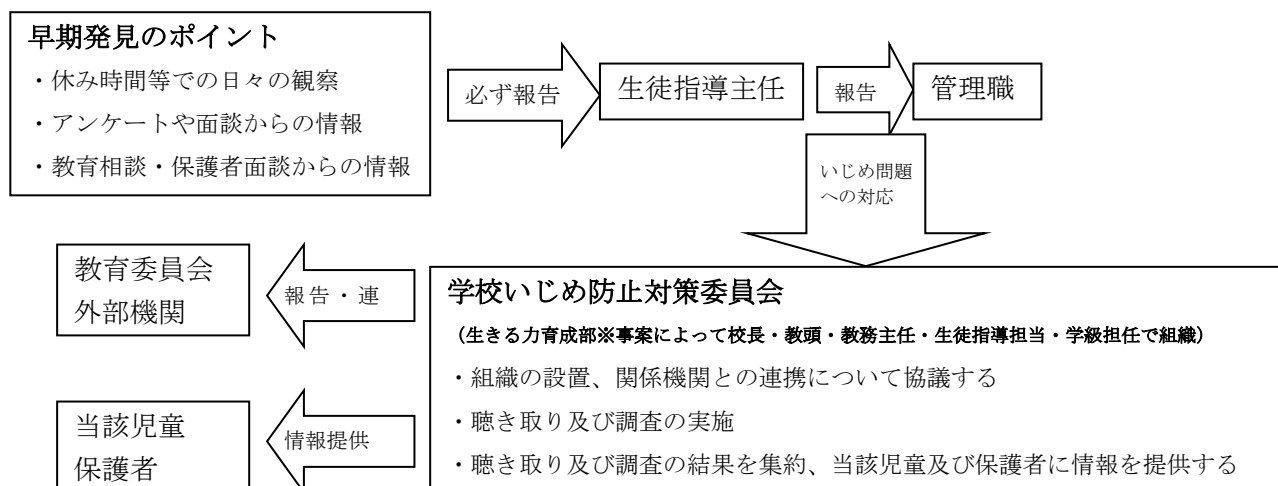 早期発見のポイント
・休み時間等での日々の観察
・アンケートや面談からの情報
・教育相談・保護者面談からの情報
必ず報告
生徒指導主任
報告
管理職
いじめ問題
への対応
教育委員会
外部機関
報告・連
学校いじめ防止対策委員会
（生きる力育成部※事案によって校長・教頭・教務主任・生徒指導担当・学級担任で組織）
・組織の設置、関係機関との連携について協議する
・聴き取り及び調査の実施
・聴き取り及び調査の結果を集約、当該児童及び保護者に情報を提供する
当該児童
保護者
情報提供